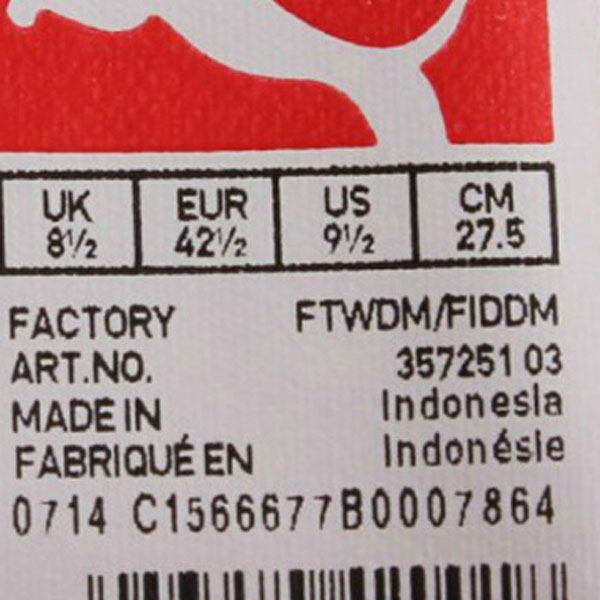 UK EUR US CM
8½ 42½ 9½ 27.5
FACTORY FTWDM/FIDDM
ART.NO. 357251 03
MADE IN Indonesia
FABRIQUÉ EN Indonésie
0714 C1566677B0007864